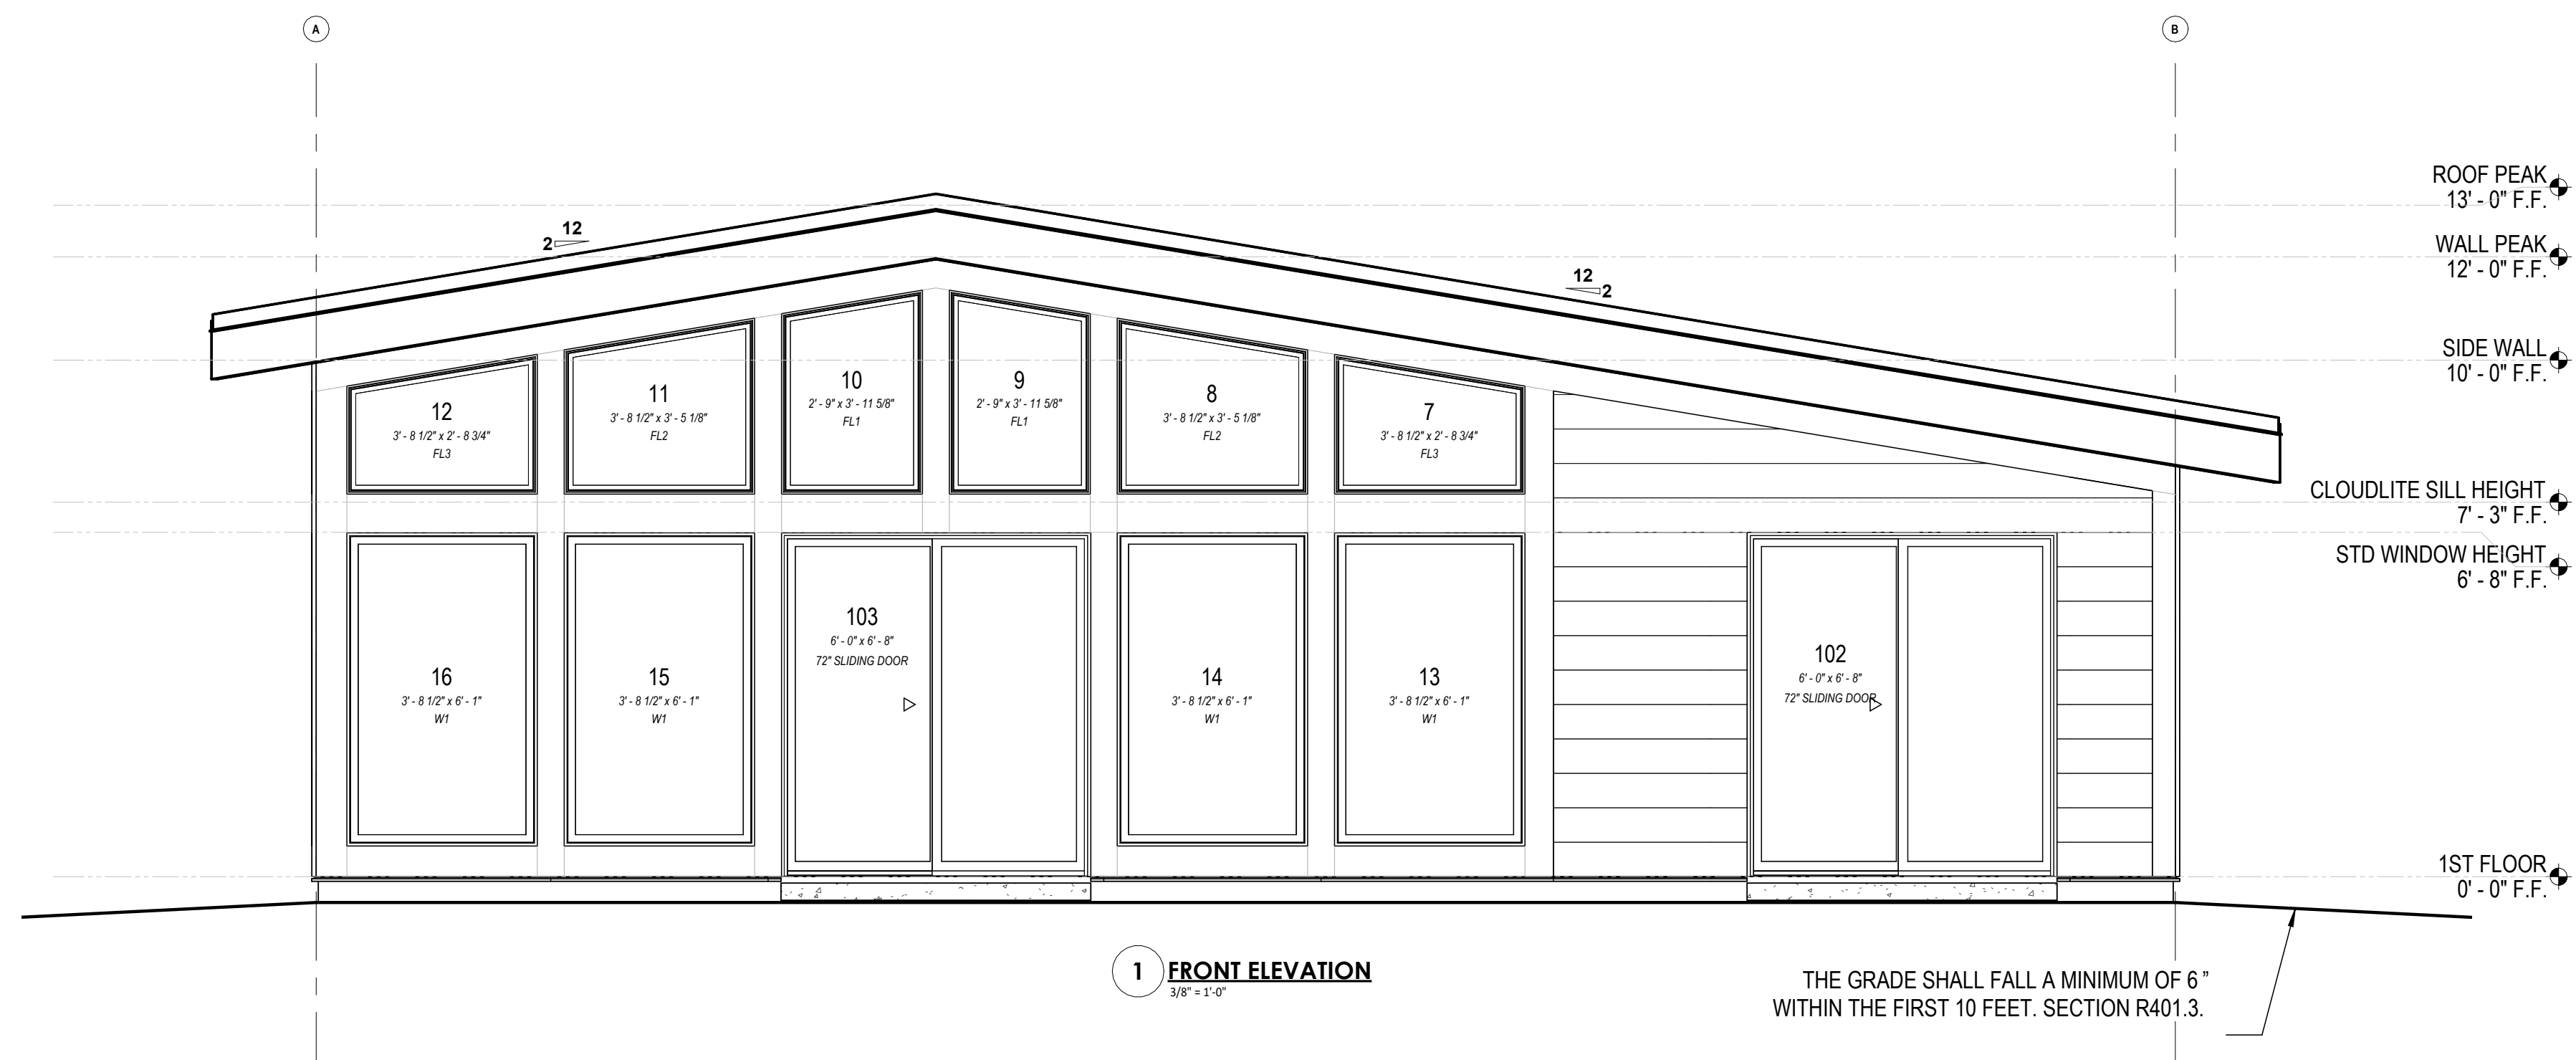 A
B
ROOF PEAK
13' - 0" F.F.
12
2
WALL PEAK
12' - 0" F.F.
12
2
SIDE WALL
10' - 0" F.F.
12
3' - 8 1/2" x 2' - 8 3/4"
FL3
11
3' - 8 1/2" x 3' - 5 1/8"
FL2
10
2' - 9" x 3' - 11 5/8"
FL1
9
2' - 9" x 3' - 11 5/8"
FL1
8
3' - 8 1/2" x 3' - 5 1/8"
FL2
7
3' - 8 1/2" x 2' - 8 3/4"
FL3
CLOUDLITE SILL HEIGHT
7' - 3" F.F.
STD WINDOW HEIGHT
6' - 8" F.F.
16
3' - 8 1/2" x 6' - 1"
W1
15
3' - 8 1/2" x 6' - 1"
W1
103
6' - 0" x 6' - 8"
72" SLIDING DOOR
14
3' - 8 1/2" x 6' - 1"
W1
13
3' - 8 1/2" x 6' - 1"
W1
102
6' - 0" x 6' - 8"
72" SLIDING DOOR
1ST FLOOR
0' - 0" F.F.
1 FRONT ELEVATION
3/8" = 1'-0"
THE GRADE SHALL FALL A MINIMUM OF 6 ”
WITHIN THE FIRST 10 FEET. SECTION R401.3.